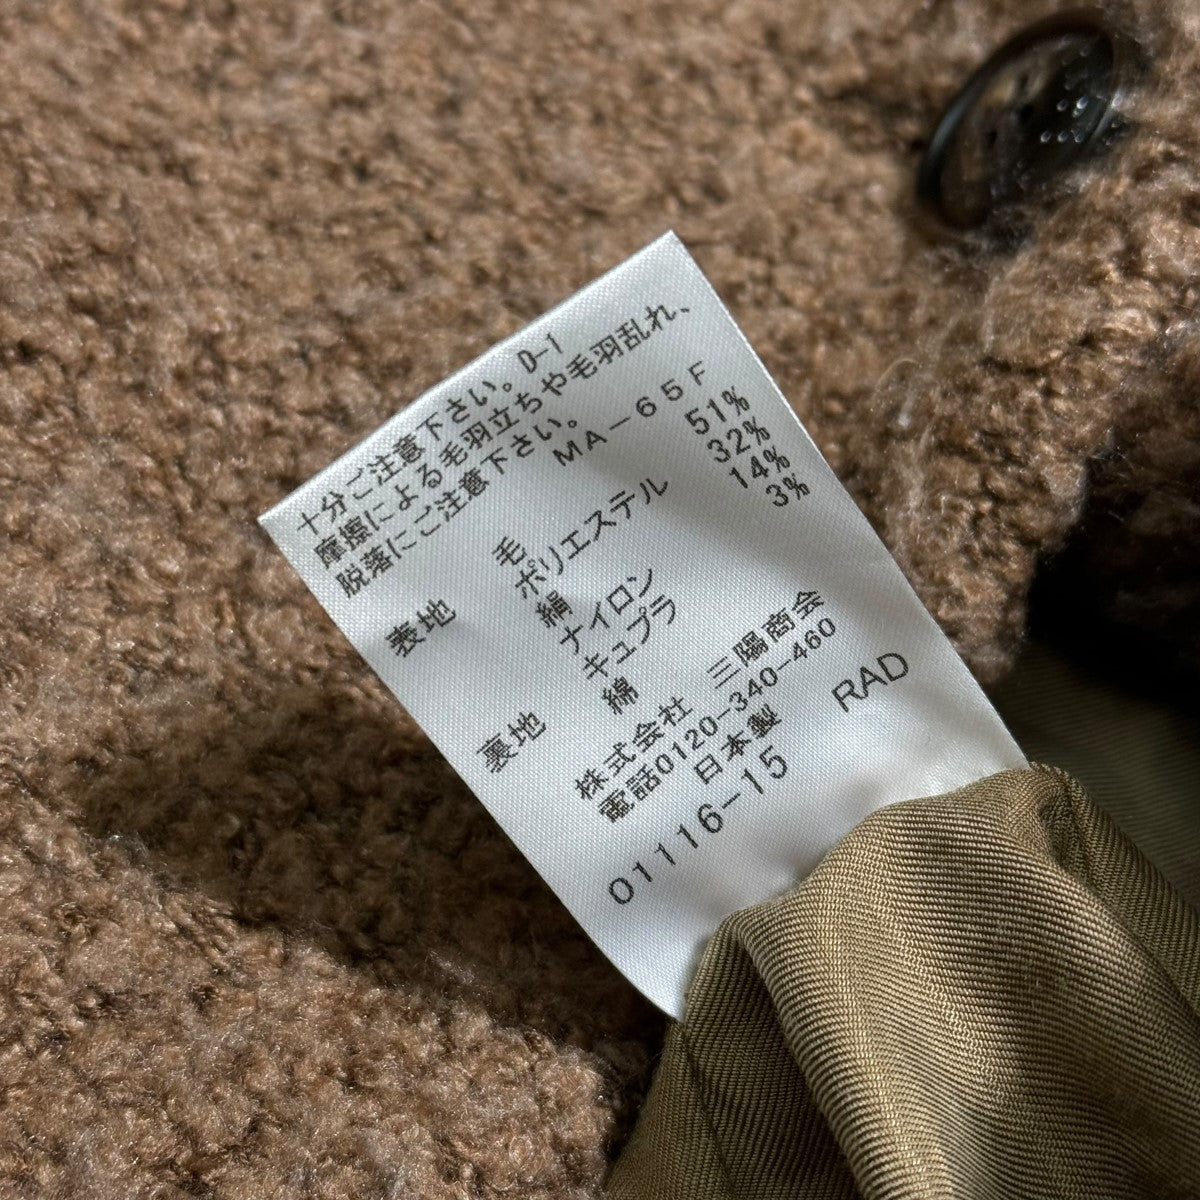 十分ご注意下さい。D-1
摩擦による毛羽立ちや毛羽乱れ、
脱落にご注意下さい。
MA-65F
表地 毛 51%
ポリエステル 32%
絹 14%
ナイロン 3%
裏地 キュプラ
綿
株式会社 三陽商会
電話0120-340-460
日本製
01116-15 RAD